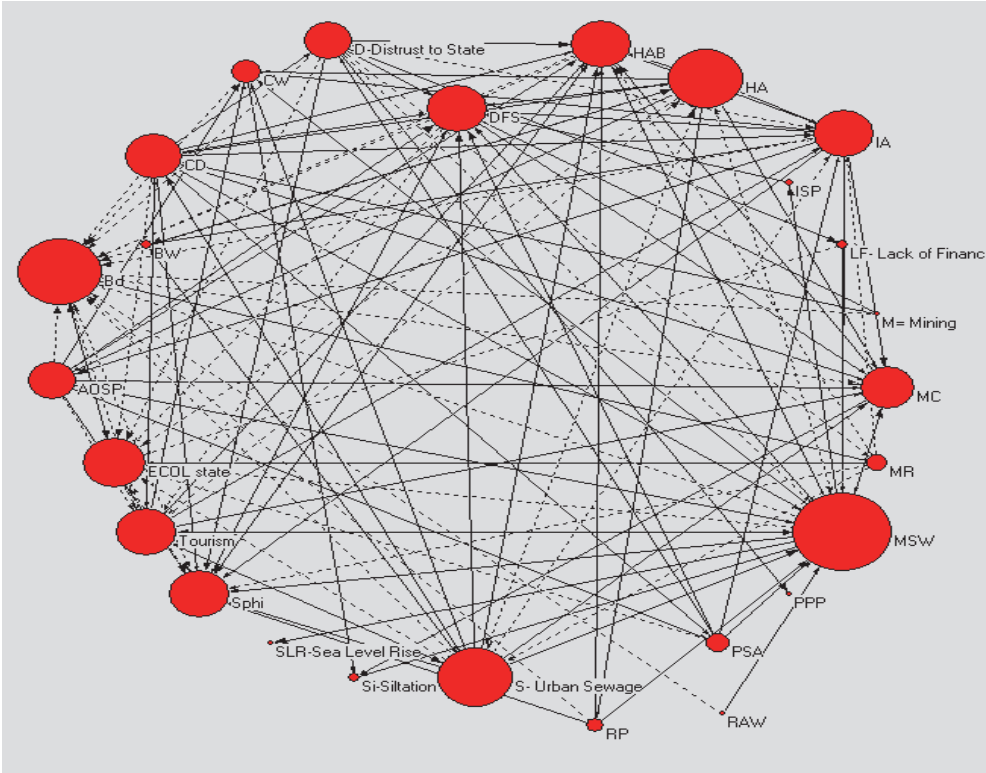 D-Distrust to State
HAB
CW
HA
DFS
IA
CD
ISP
BW
LF- Lack of Financ
Bd
M= Mining
AOSP
MC
ECOL state
MR
Tourism
MSW
Sphi
PPP
SLR-Sea Level Rise
PSA
Si-Siltation
S- Urban Sewage
RAW
RP